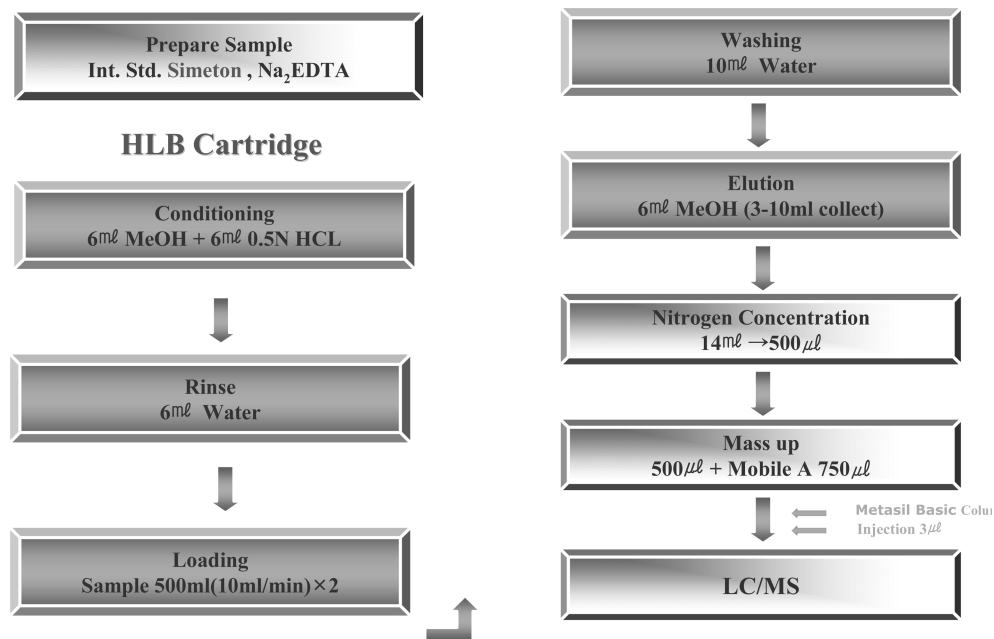 Prepare Sample
Int. Std. Simeton , Na₂EDTA
HLB Cartridge
Conditioning
6㎖ MeOH + 6㎖ 0.5N HCL
Rinse
6㎖ Water
Loading
Sample 500ml(10ml/min)×2
Washing
10㎖ Water
Elution
6㎖ MeOH (3-10ml collect)
Nitrogen Concentration
14㎖ →500㎕
Mass up
500㎕ + Mobile A 750㎕
Metasil Basic
Injection 3㎕
LC/MS